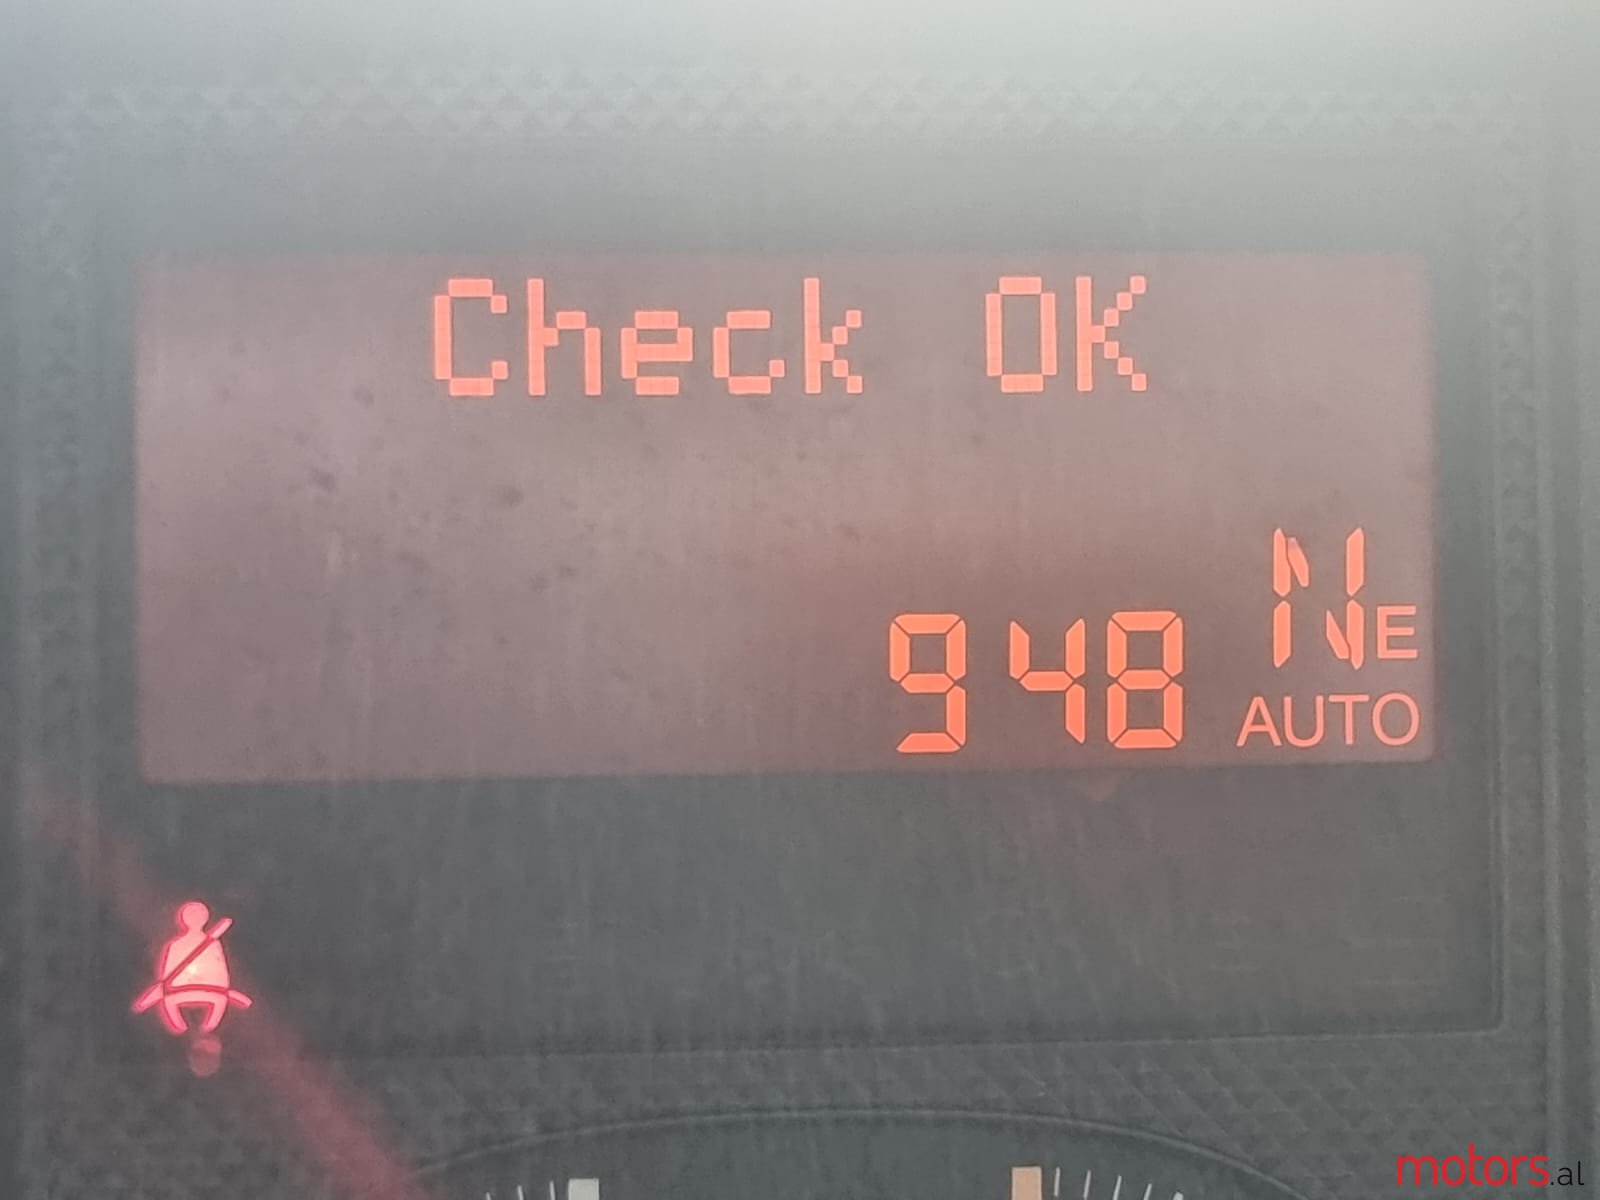 Check OK
948 N E
AUTO
motors.al